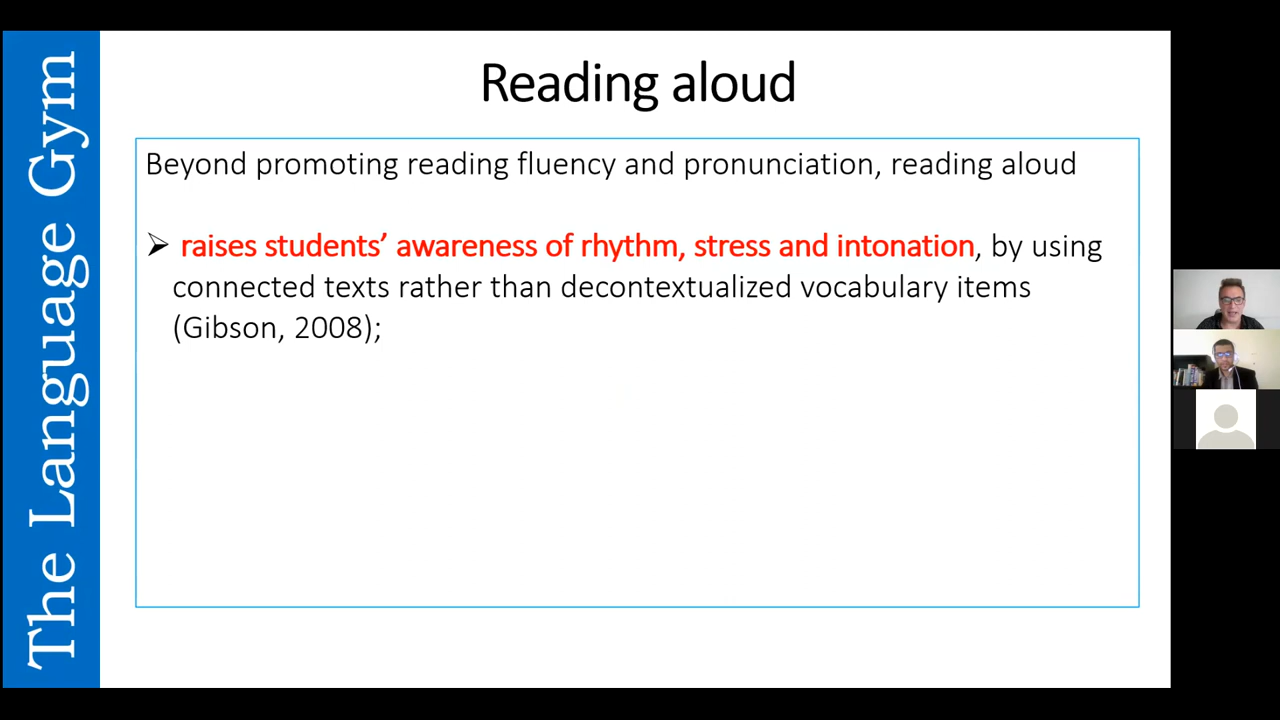 The Language Gym
Reading aloud
Beyond promoting reading fluency and pronunciation, reading aloud
➢ raises students’ awareness of rhythm, stress and intonation, by using
connected texts rather than decontextualized vocabulary items
(Gibson, 2008);